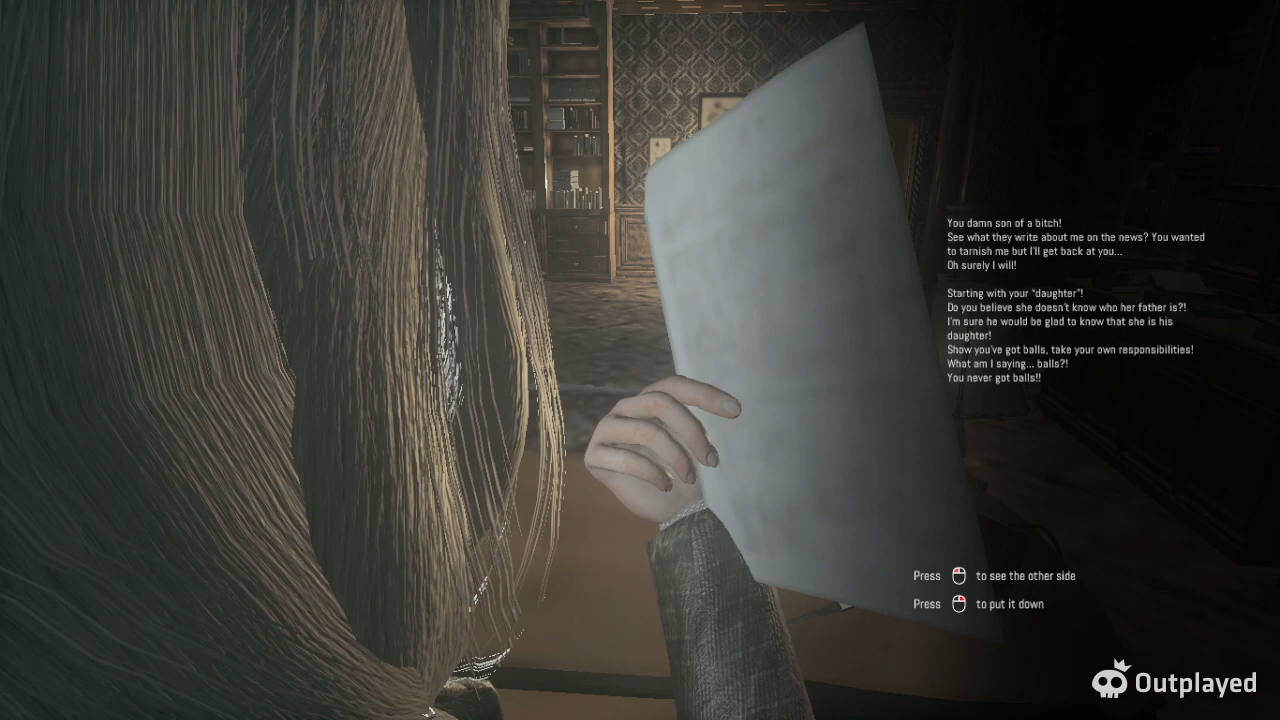 You damn son of a bitch!
See what they write about me on the news? You wanted
to tarnish me but I'll get back at you...
Oh surely I will!
Starting with your "daughter"!
Do you believe she doesn't know who her father is?!
I'm sure he would be glad to know that she is his
daughter!
Show you've got balls, take your own responsibilities!
What am I saying... balls?!
You never got balls!!
Press to see the other side
Press to put it down
Outplayed